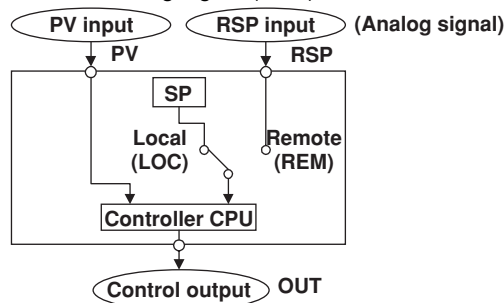 PV input
RSP input
(Analog signal)
PV
RSP
SP
Local
(LOC)
Remote
(REM)
Controller CPU
Control output
OUT